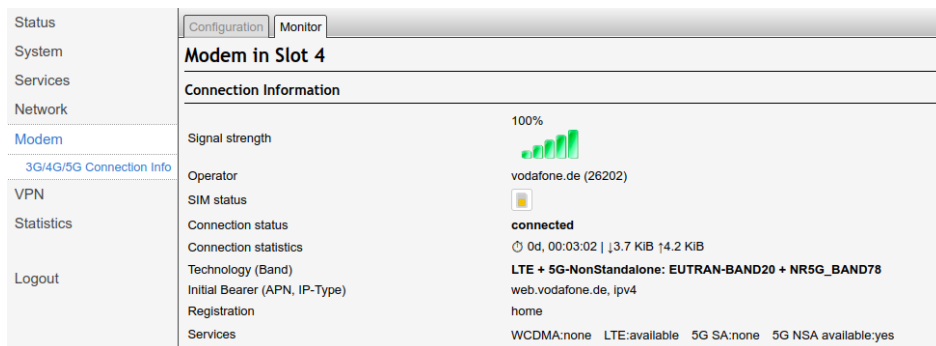 Status
System
Services
Network
Modem
3G/4G/5G Connection Info
VPN
Statistics
Logout
Configuration Monitor
Modem in Slot 4
Connection Information
Signal strength 100%
Operator vodafone.de (26202)
SIM status
Connection status connected
Connection statistics ⏱ 0d, 00:03:02 | ↓3.7 KiB ↑4.2 KiB
Technology (Band) LTE + 5G-NonStandalone: EUTRAN-BAND20 + NR5G_BAND78
Initial Bearer (APN, IP-Type) web.vodafone.de, ipv4
Registration home
Services WCDMA:none LTE:available 5G SA:none 5G NSA available:yes